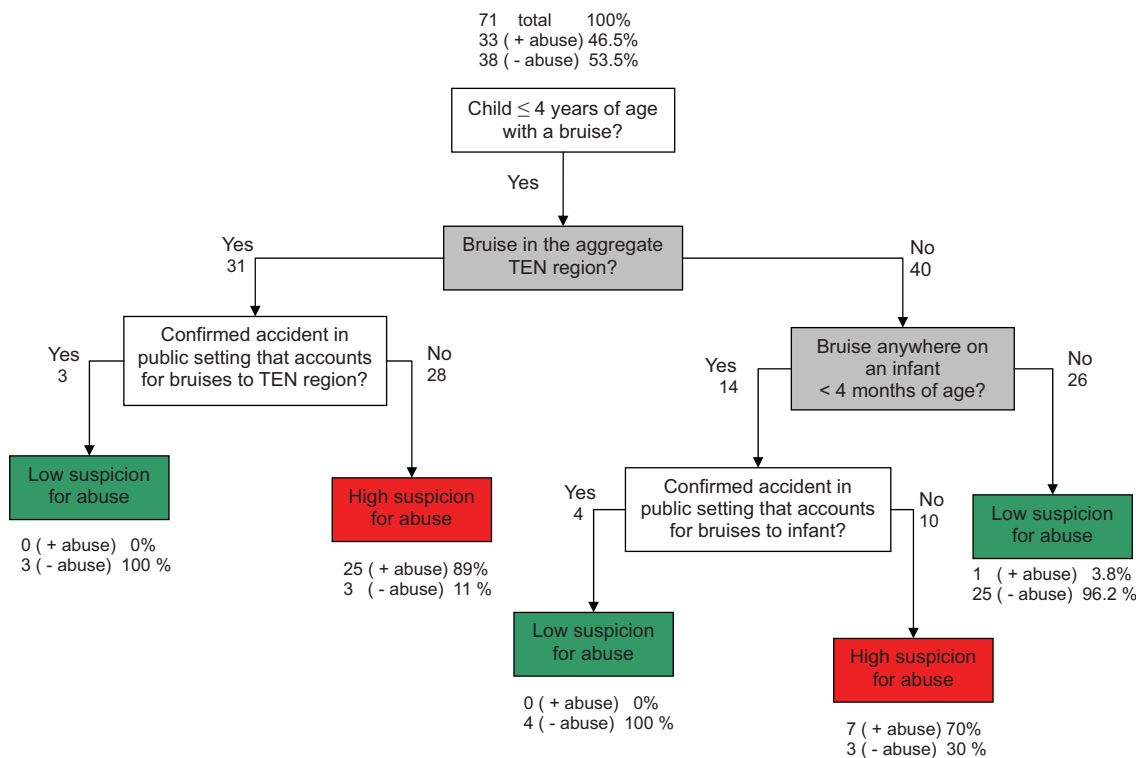 71 total 100%
33 ( + abuse) 46.5%
38 ( - abuse) 53.5%
Child ≤ 4 years of age
with a bruise?
Yes
Bruise in the aggregate
TEN region?
Yes
31
No
40
Confirmed accident in
public setting that accounts
for bruises to TEN region?
Yes
3
No
28
Bruise anywhere on
an infant
< 4 months of age?
Yes
14
No
26
Low suspicion
for abuse
0 ( + abuse) 0%
3 ( - abuse) 100 %
High suspicion
for abuse
25 ( + abuse) 89%
3 ( - abuse) 11 %
Confirmed accident in
public setting that accounts
for bruises to infant?
Yes
4
No
10
Low suspicion
for abuse
1 ( + abuse) 3.8%
25 ( - abuse) 96.2 %
Low suspicion
for abuse
0 ( + abuse) 0%
4 ( - abuse) 100 %
High suspicion
for abuse
7 ( + abuse) 70%
3 ( - abuse) 30 %